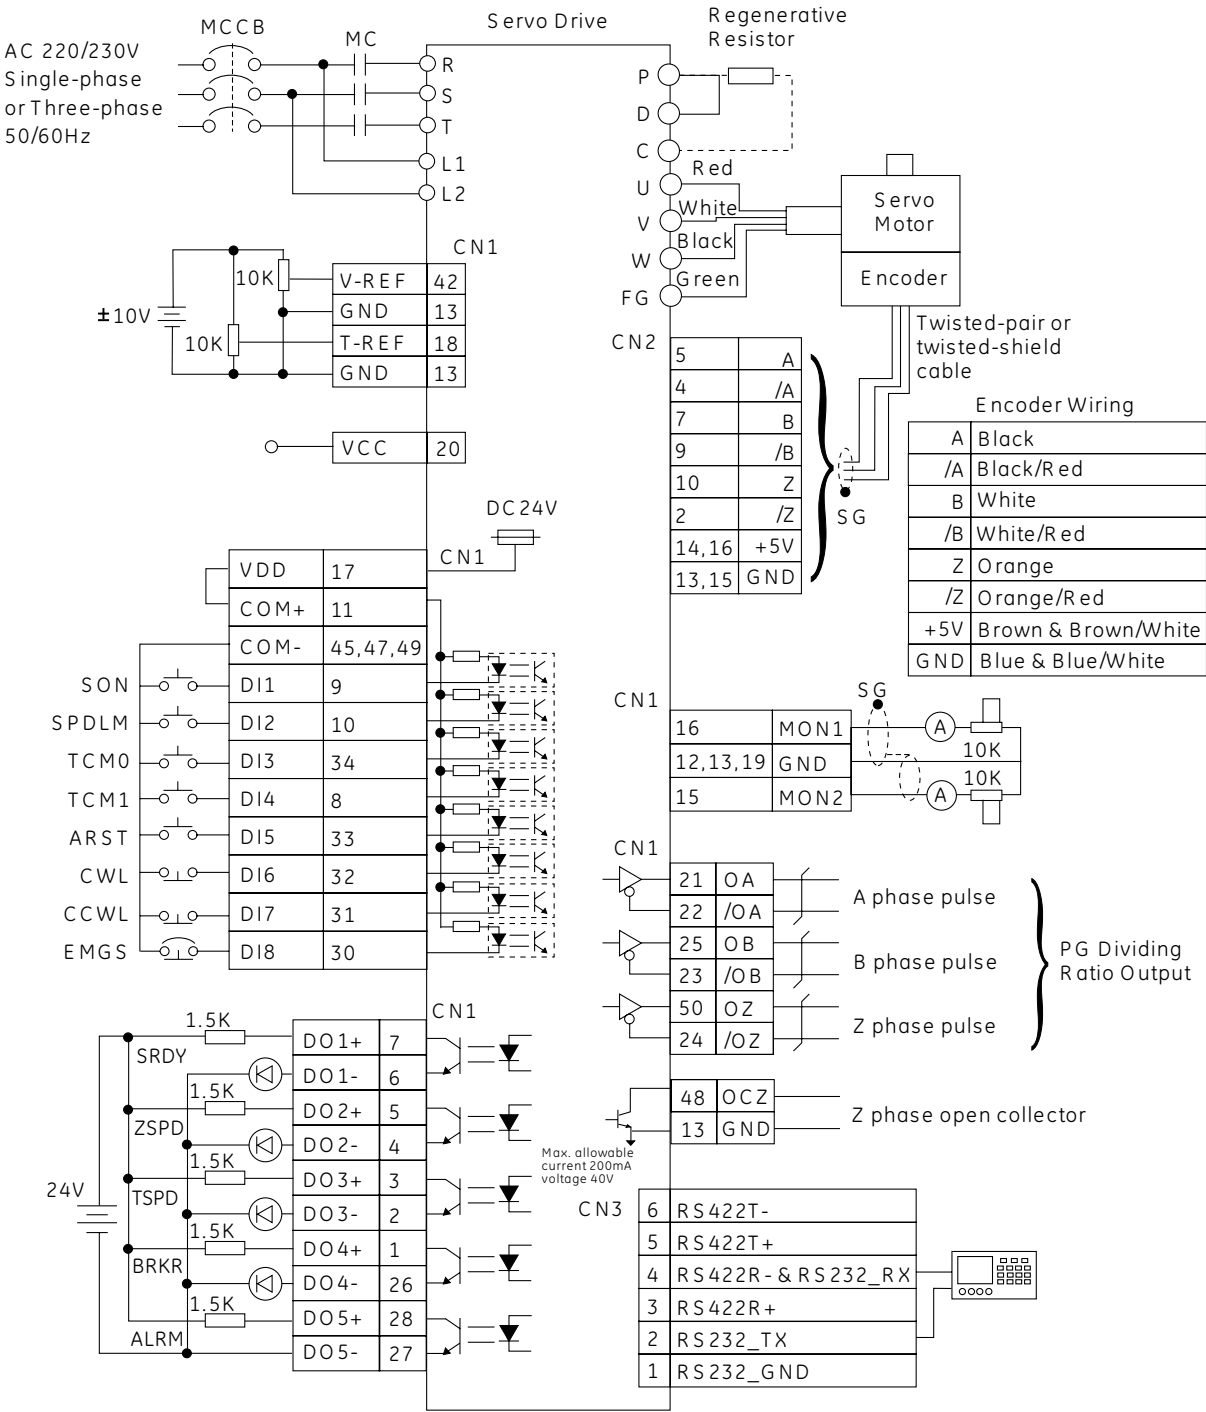 Servo Drive
Regenerative
Resistor
MCCB
MC
AC 220/230V
Single-phase
or Three-phase
50/60Hz
R
S
T
L1
L2
P
D
C
U
V
W
FG
Red
White
Black
Green
Servo
Motor
Encoder
Twisted-pair or
twisted-shield
cable
CN1
±10V
10K
10K
V-REF 42
GND 13
T-REF 18
GND 13
VCC 20
CN2
5 A
4 /A
7 B
9 /B
10 Z
2 /Z
14,16 +5V
13,15 GND
SG
Encoder Wiring
A Black
/A Black/Red
B White
/B White/Red
Z Orange
/Z Orange/Red
+5V Brown & Brown/White
GND Blue & Blue/White
DC24V
CN1
VDD 17
COM+ 11
COM- 45,47,49
SON DI1 9
SPDLM DI2 10
TCM0 DI3 34
TCM1 DI4 8
ARST DI5 33
CWL DI6 32
CCWL DI7 31
EMGS DI8 30
CN1
SG
16 MON1
12,13,19 GND
15 MON2
A
10K
10K
A
CN1
21 OA
22 /OA
A phase pulse
25 OB
23 /OB
B phase pulse
50 OZ
24 /OZ
Z phase pulse
PG Dividing
Ratio Output
48 OCZ
13 GND
Z phase open collector
Max. allowable
current 200mA
voltage 40V
CN1
24V
1.5K
SRDY
DO1+ 7
DO1- 6
1.5K
ZSPD
DO2+ 5
DO2- 4
1.5K
TSPD
DO3+ 3
DO3- 2
1.5K
BRKR
DO4+ 1
DO4- 26
1.5K
ALRM
DO5+ 28
DO5- 27
CN3
6 RS422T-
5 RS422T+
4 RS422R-&RS232_RX
3 RS422R+
2 RS232_TX
1 RS232_GND